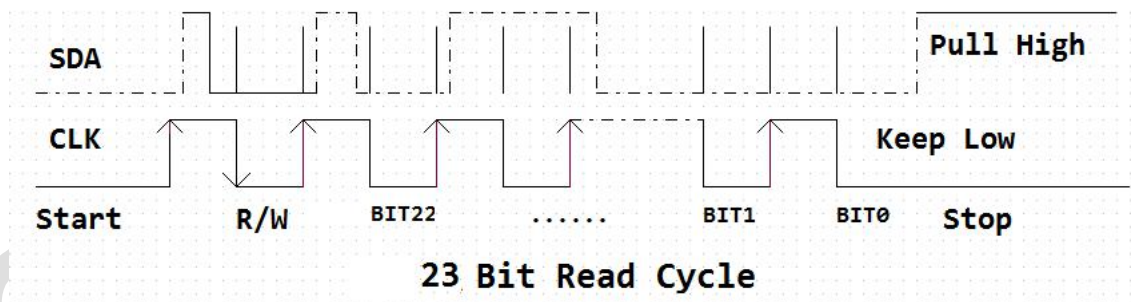 SDA
Pull High
CLK
Keep Low
Start R/W BIT22 ...... BIT1 BIT0 Stop
23 Bit Read Cycle